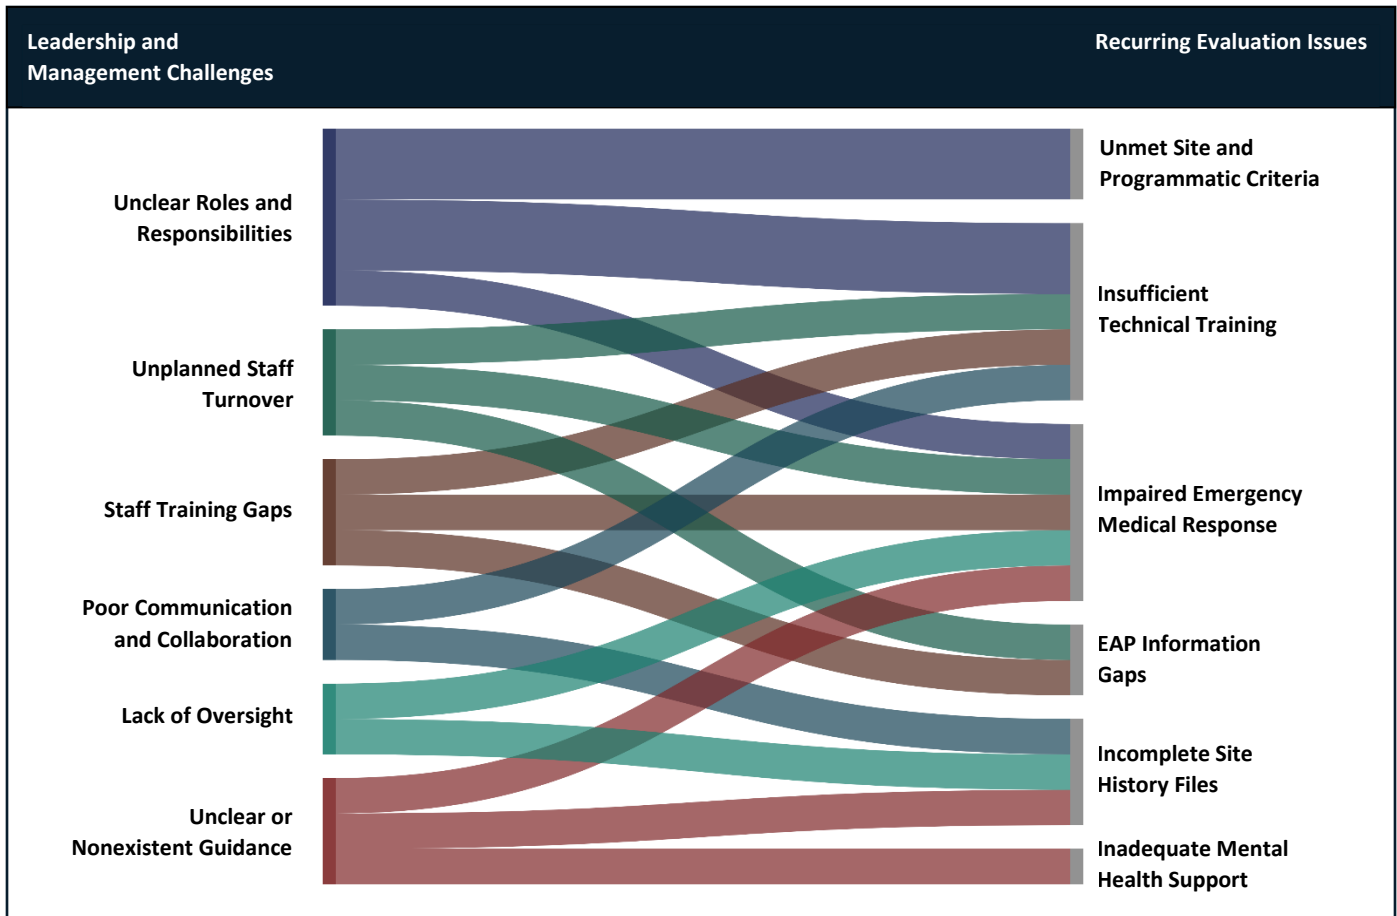 Leadership and
Management Challenges
Recurring Evaluation Issues
Unclear Roles and
Responsibilities
Unplanned Staff
Turnover
Staff Training Gaps
Poor Communication
and Collaboration
Lack of Oversight
Unclear or
Nonexistent Guidance
Unmet Site and
Programmatic Criteria
Insufficient
Technical Training
Impaired Emergency
Medical Response
EAP Information
Gaps
Incomplete Site
History Files
Inadequate Mental
Health Support